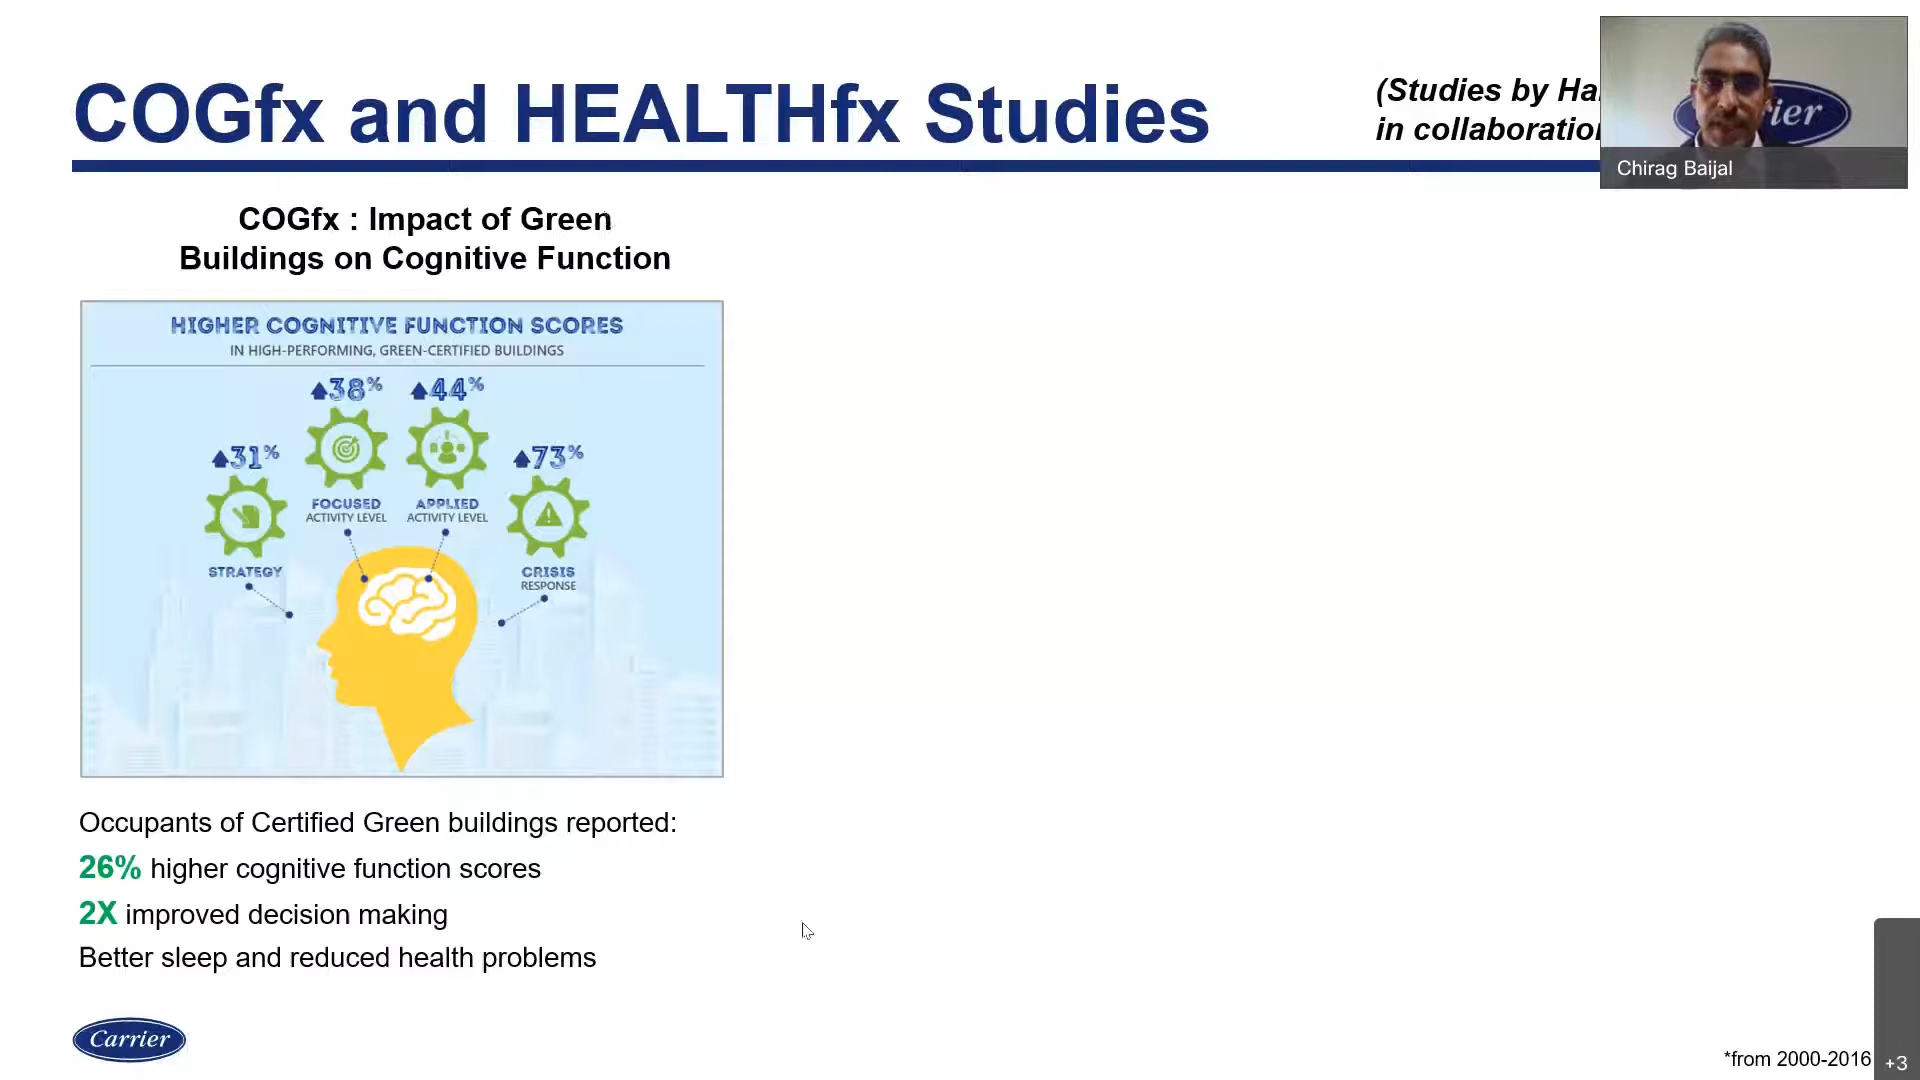 COGfx and HEALTHfx Studies
(Studies by
in
Chirag Baijal
COGfx : Impact of Green
Buildings on Cognitive Function
HIGHER COGNITIVE FUNCTION SCORES
IN HIGH-PERFORMING, GREEN-CERTIFIED BUILDINGS
38% 44%
31% 73%
FOCUSED APPLIED
ACTIVITY LEVEL ACTIVITY LEVEL
STRATEGY CRISIS
RESPONSE
Occupants of Certified Green buildings reported:
26% higher cognitive function scores
2X improved decision making
Better sleep and reduced health problems
Carrier
*from 2000-2016
+3